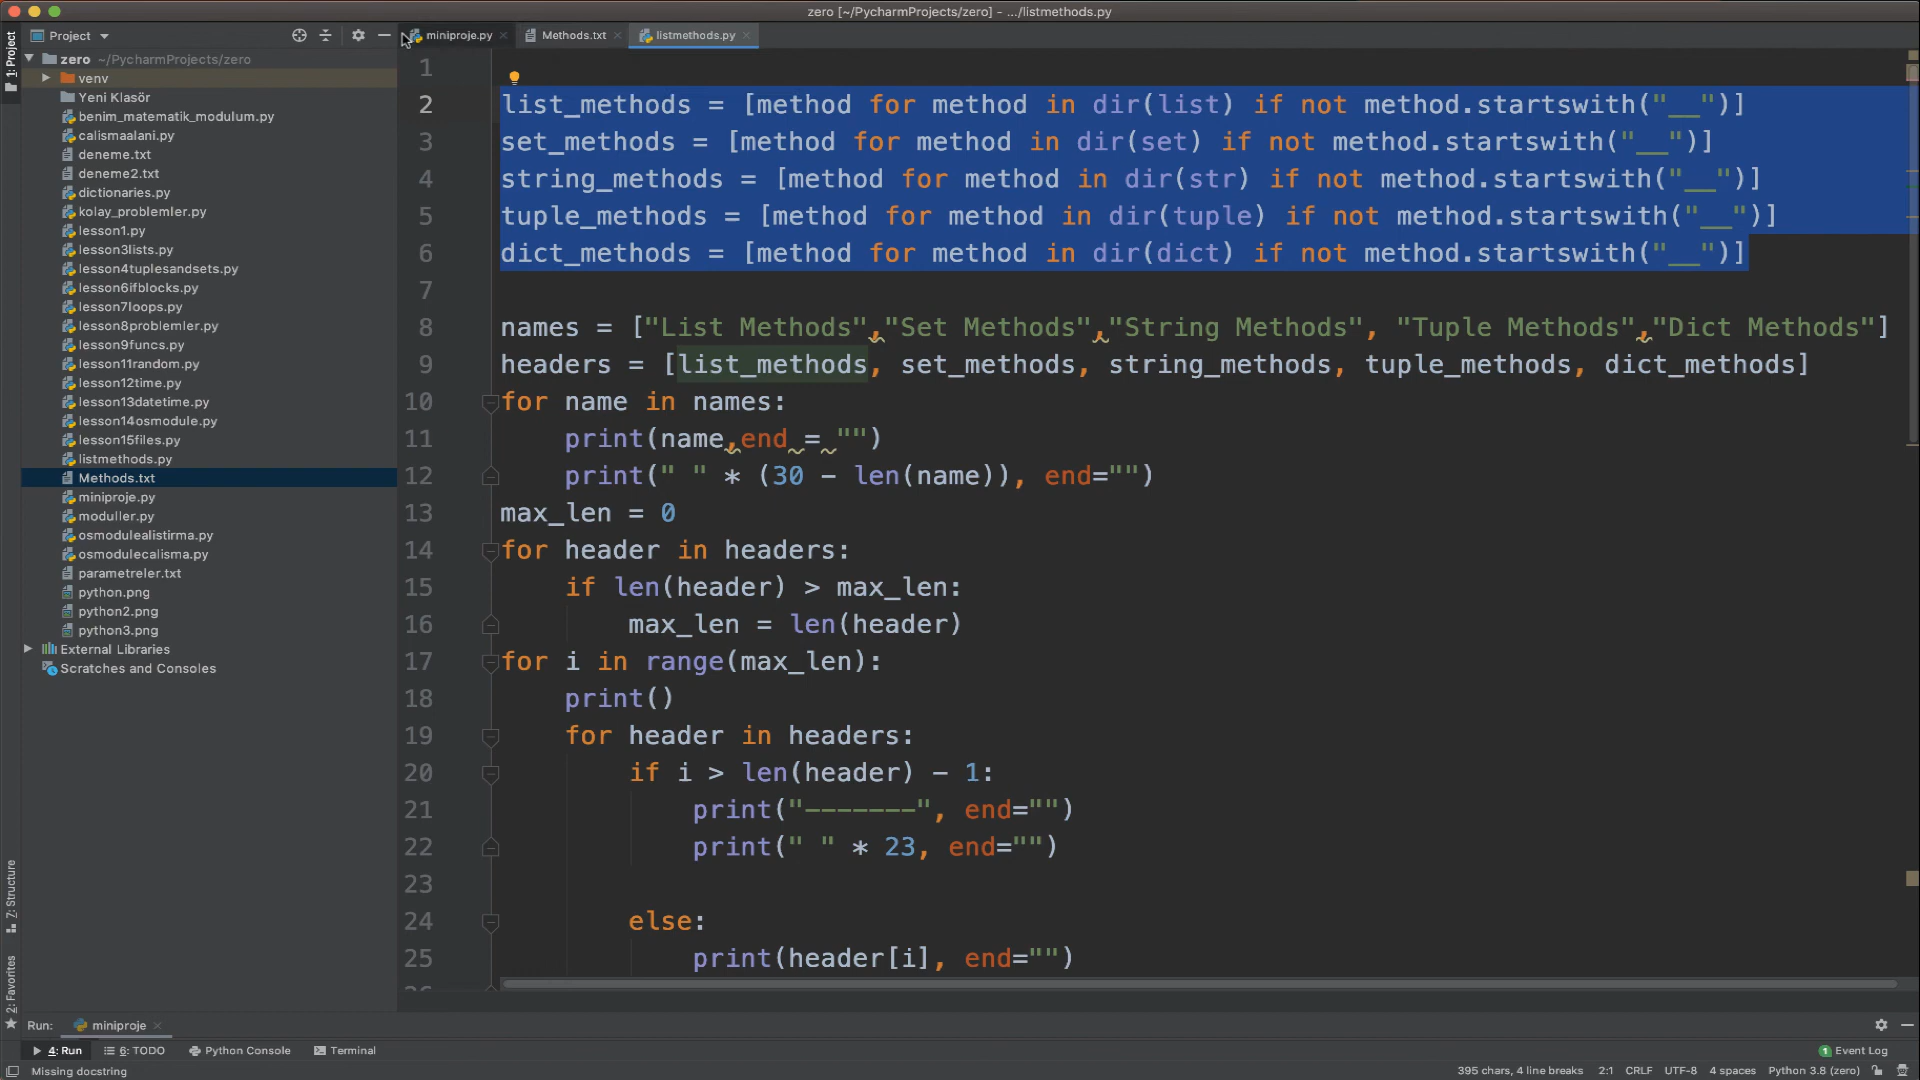 zero [~/PycharmProjects/zero] - .../listmethods.py
Project
miniproje.py
Methods.txt
listmethods.py
1: Project
zero ~/PycharmProjects/zero
venv
Yeni Klasör
benim_matematik_modulum.py
calismaalani.py
deneme.txt
deneme2.txt
dictionaries.py
kolay_problemler.py
lesson1.py
lesson3lists.py
lesson4tuplesandsets.py
lesson6ifblocks.py
lesson7loops.py
lesson8problemler.py
lesson9funcs.py
lesson11random.py
lesson12time.py
lesson13datetime.py
lesson14osmodule.py
lesson15files.py
listmethods.py
Methods.txt
miniproje.py
moduller.py
osmodulealistirma.py
osmodulecalisma.py
parametreler.txt
python.png
python2.png
python3.png
External Libraries
Scratches and Consoles
1
2 list_methods = [method for method in dir(list) if not method.startswith("__")]
3 set_methods = [method for method in dir(set) if not method.startswith("__")]
4 string_methods = [method for method in dir(str) if not method.startswith("__")]
5 tuple_methods = [method for method in dir(tuple) if not method.startswith("__")]
6 dict_methods = [method for method in dir(dict) if not method.startswith("__")]
7
8 names = ["List Methods","Set Methods","String Methods", "Tuple Methods","Dict Methods"]
9 headers = [list_methods, set_methods, string_methods, tuple_methods, dict_methods]
10 for name in names:
11 print(name,end = "")
12 print(" " * (30 - len(name)), end="")
13 max_len = 0
14 for header in headers:
15 if len(header) > max_len:
16 max_len = len(header)
17 for i in range(max_len):
18 print()
19 for header in headers:
20 if i > len(header) - 1:
21 print("-------", end="")
22 print(" " * 23, end="")
23
24 else:
25 print(header[i], end="")
7: Structure
2: Favorites
Run: miniproje
4: Run
6: TODO
Python Console
Terminal
1 Event Log
Missing docstring
395 chars, 4 line breaks 2:1 CRLF UTF-8 4 spaces Python 3.8 (zero)